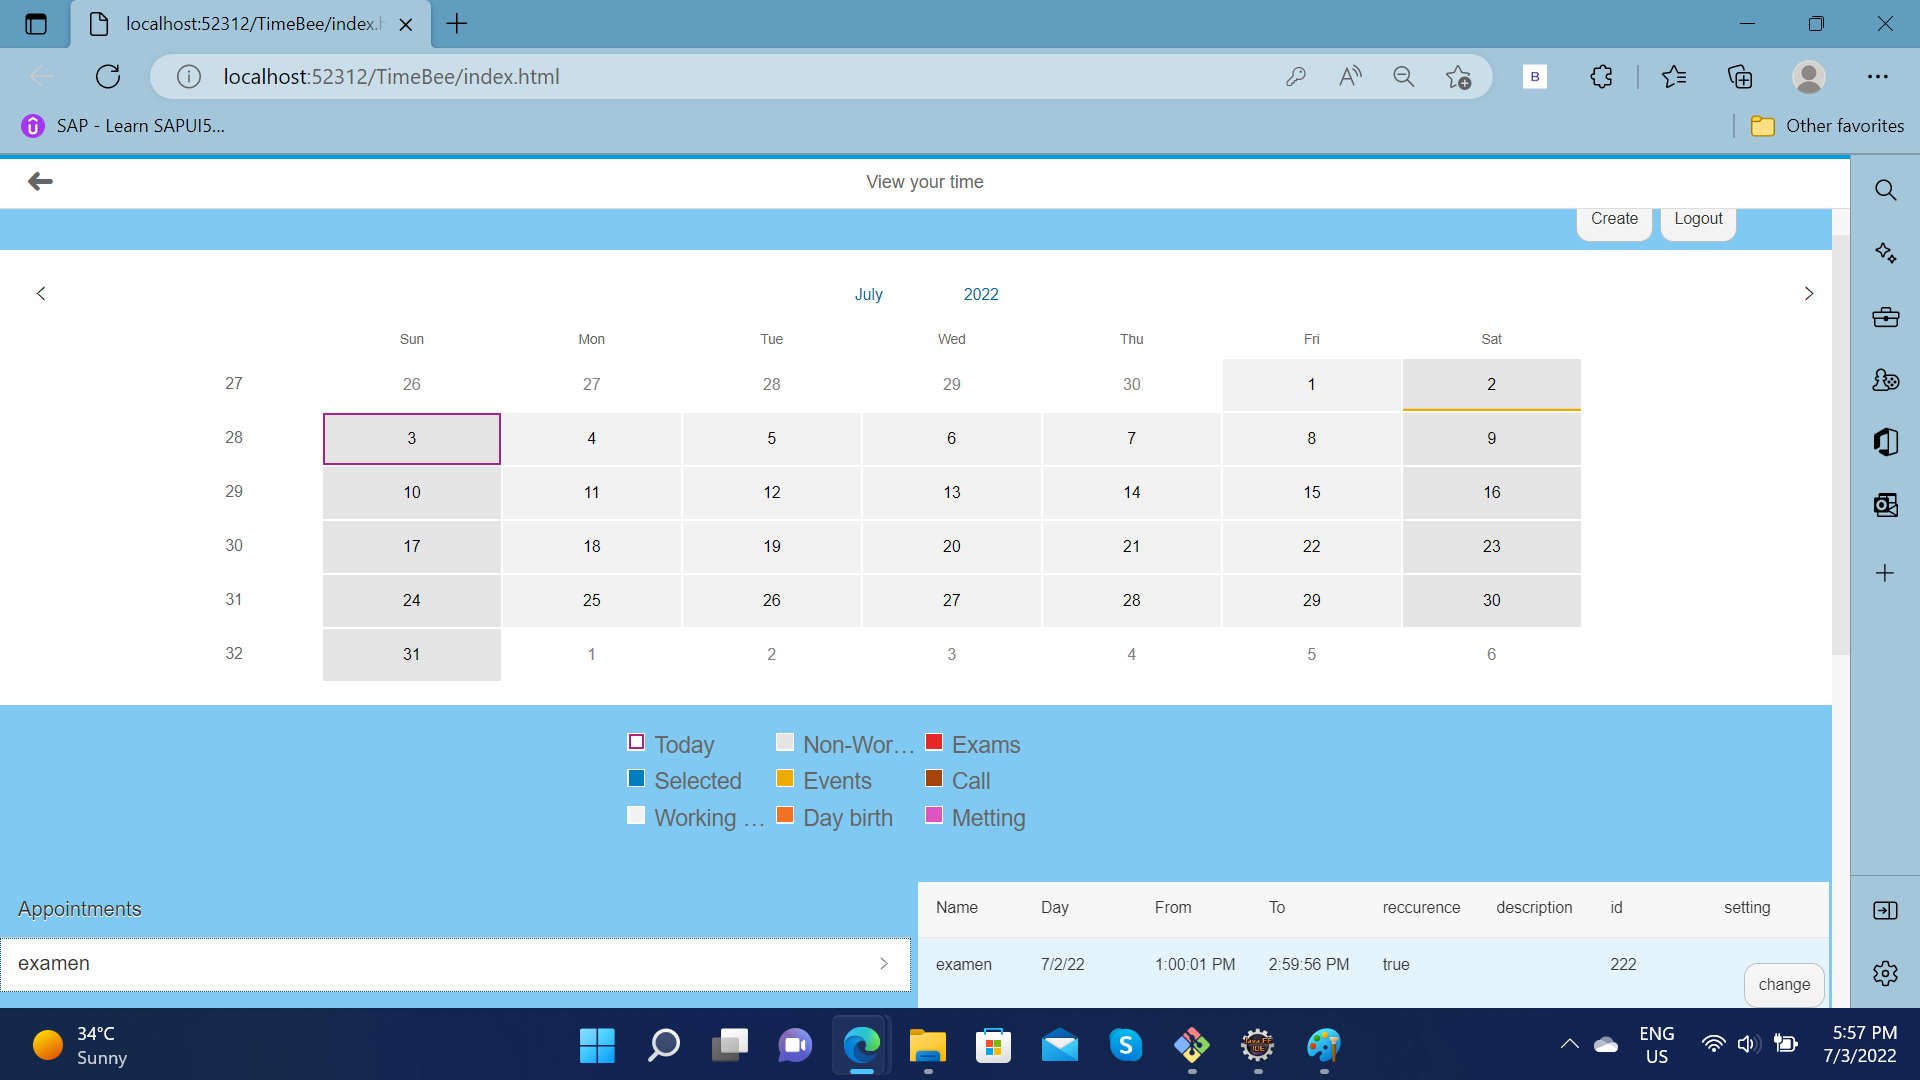 localhost:52312/TimeBee/index.h
localhost:52312/TimeBee/index.html
B
SAP - Learn SAPUI5...
Other favorites
View your time
Create Logout
July 2022
Sun Mon Tue Wed Thu Fri Sat
27 26 27 28 29 30 1 2
28 3 4 5 6 7 8 9
29 10 11 12 13 14 15 16
30 17 18 19 20 21 22 23
31 24 25 26 27 28 29 30
32 31 1 2 3 4 5 6
Today Non-Wor... Exams
Selected Events Call
Working ... Day birth Metting
Appointments
examen
Name Day From To reccurence description id setting
examen 7/2/22 1:00:01 PM 2:59:56 PM true 222
change
34°C
Sunny
ENG
US
5:57 PM
7/3/2022